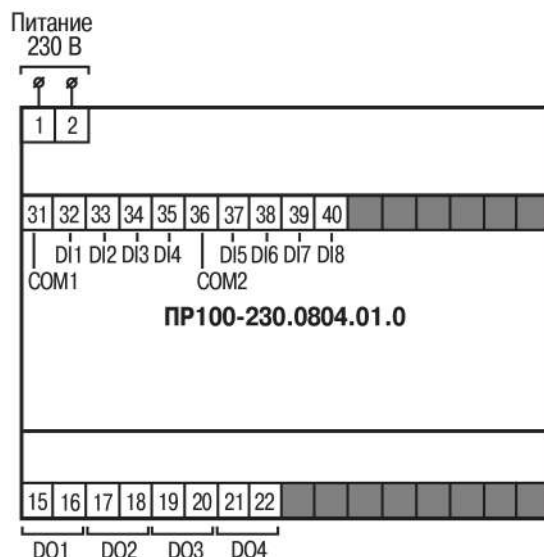 Питание
230 В
1 2
31 32 33 34 35 36 37 38 39 40
DI1 DI2 DI3 DI4 DI5 DI6 DI7 DI8
COM1 COM2
ПР100-230.0804.01.0
15 16 17 18 19 20 21 22
DO1 DO2 DO3 DO4